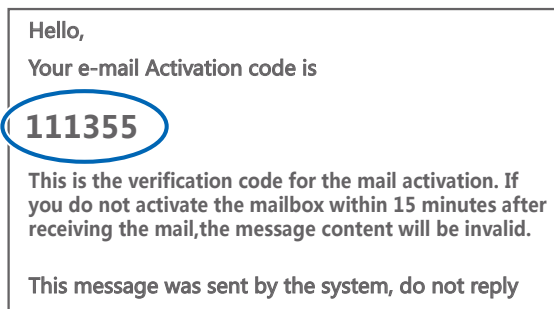 Hello,
Your e-mail Activation code is
111355
This is the verification code for the mail activation. If
you do not activate the mailbox within 15 minutes after
receiving the mail,the message content will be invalid.
This message was sent by the system, do not reply